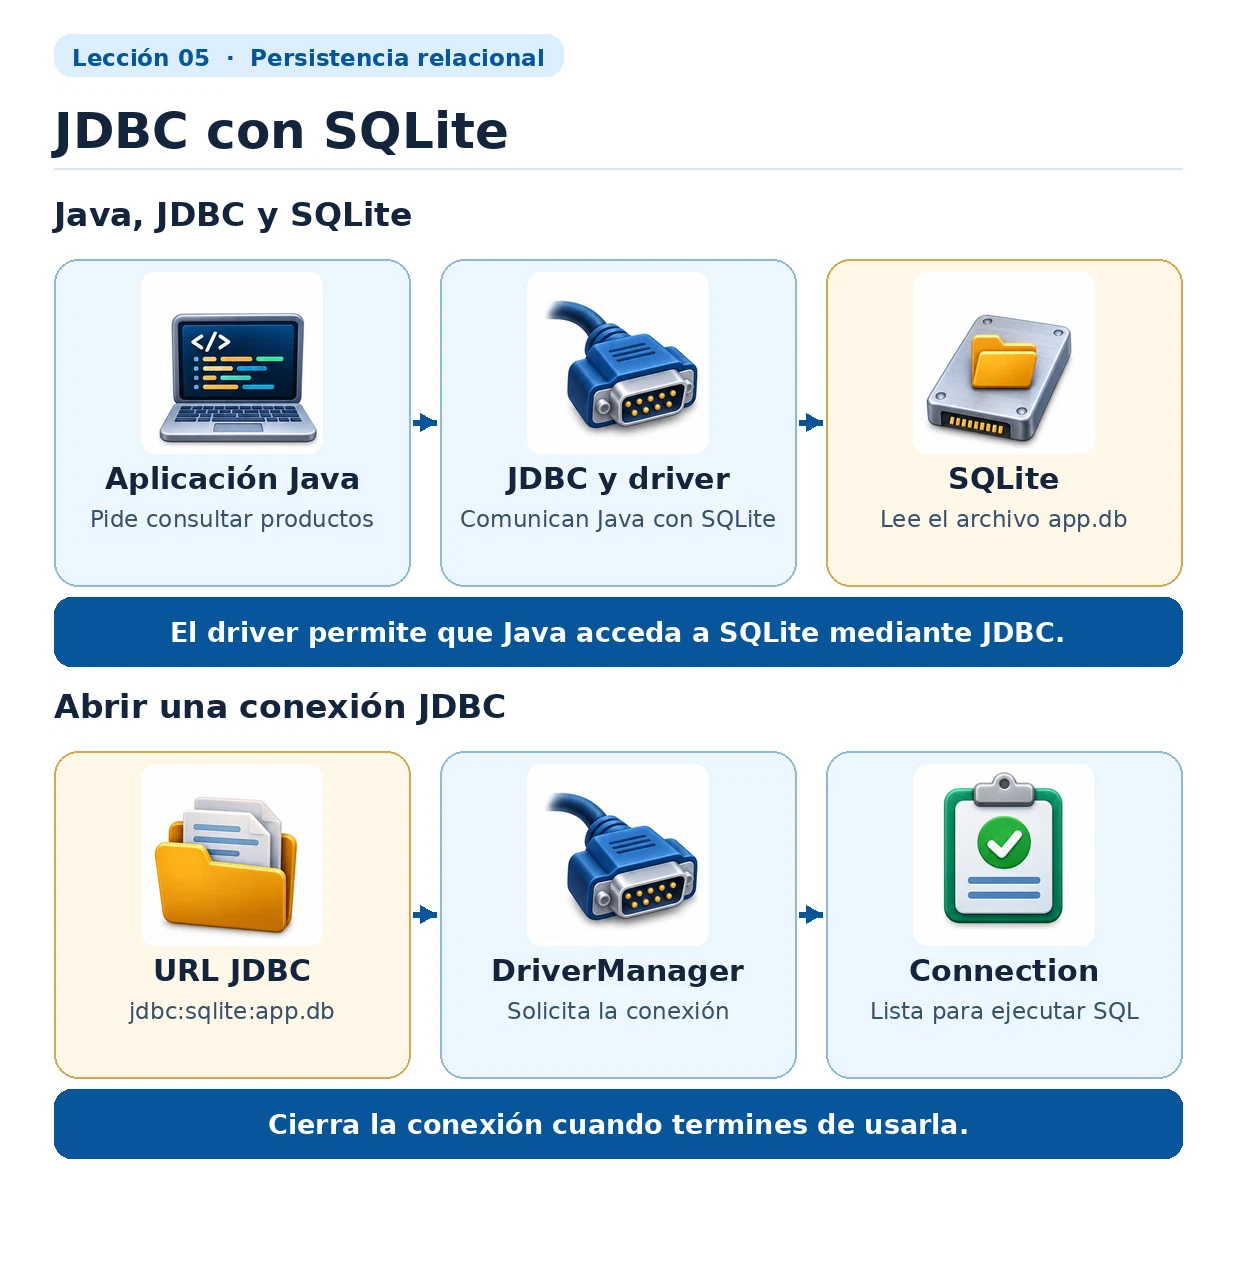 Lección 05 · Persistencia relacional
JDBC con SQLite
Java, JDBC y SQLite
</>
Aplicación Java
Pide consultar productos
JDBC y driver
Comunican Java con SQLite
SQLite
Lee el archivo app.db
El driver permite que Java acceda a SQLite mediante JDBC.
Abrir una conexión JDBC
URL JDBC
jdbc:sqlite:app.db
DriverManager
Solicita la conexión
Connection
Lista para ejecutar SQL
Cierra la conexión cuando termines de usarla.